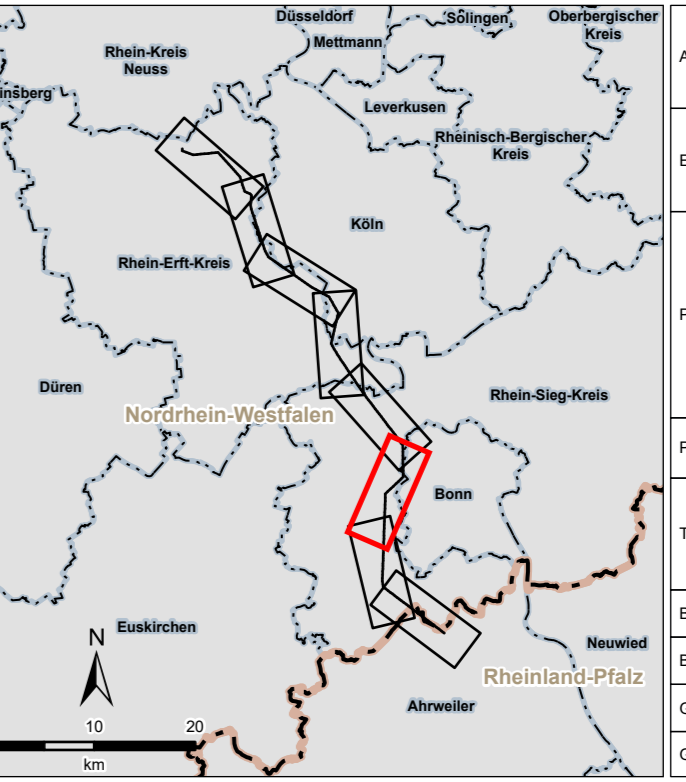 Düsseldorf
Solingen
Oberbergischer
Kreis
Mettmann
Rhein-Kreis
Neuss
insberg
Leverkusen
Rheinisch-Bergischer
Kreis
Köln
Rhein-Erft-Kreis
Düren
Rhein-Sieg-Kreis
Nordrhein-Westfalen
Bonn
Euskirchen
N
Neuwied
Rheinland-Pfalz
Ahrweiler
10
20
km